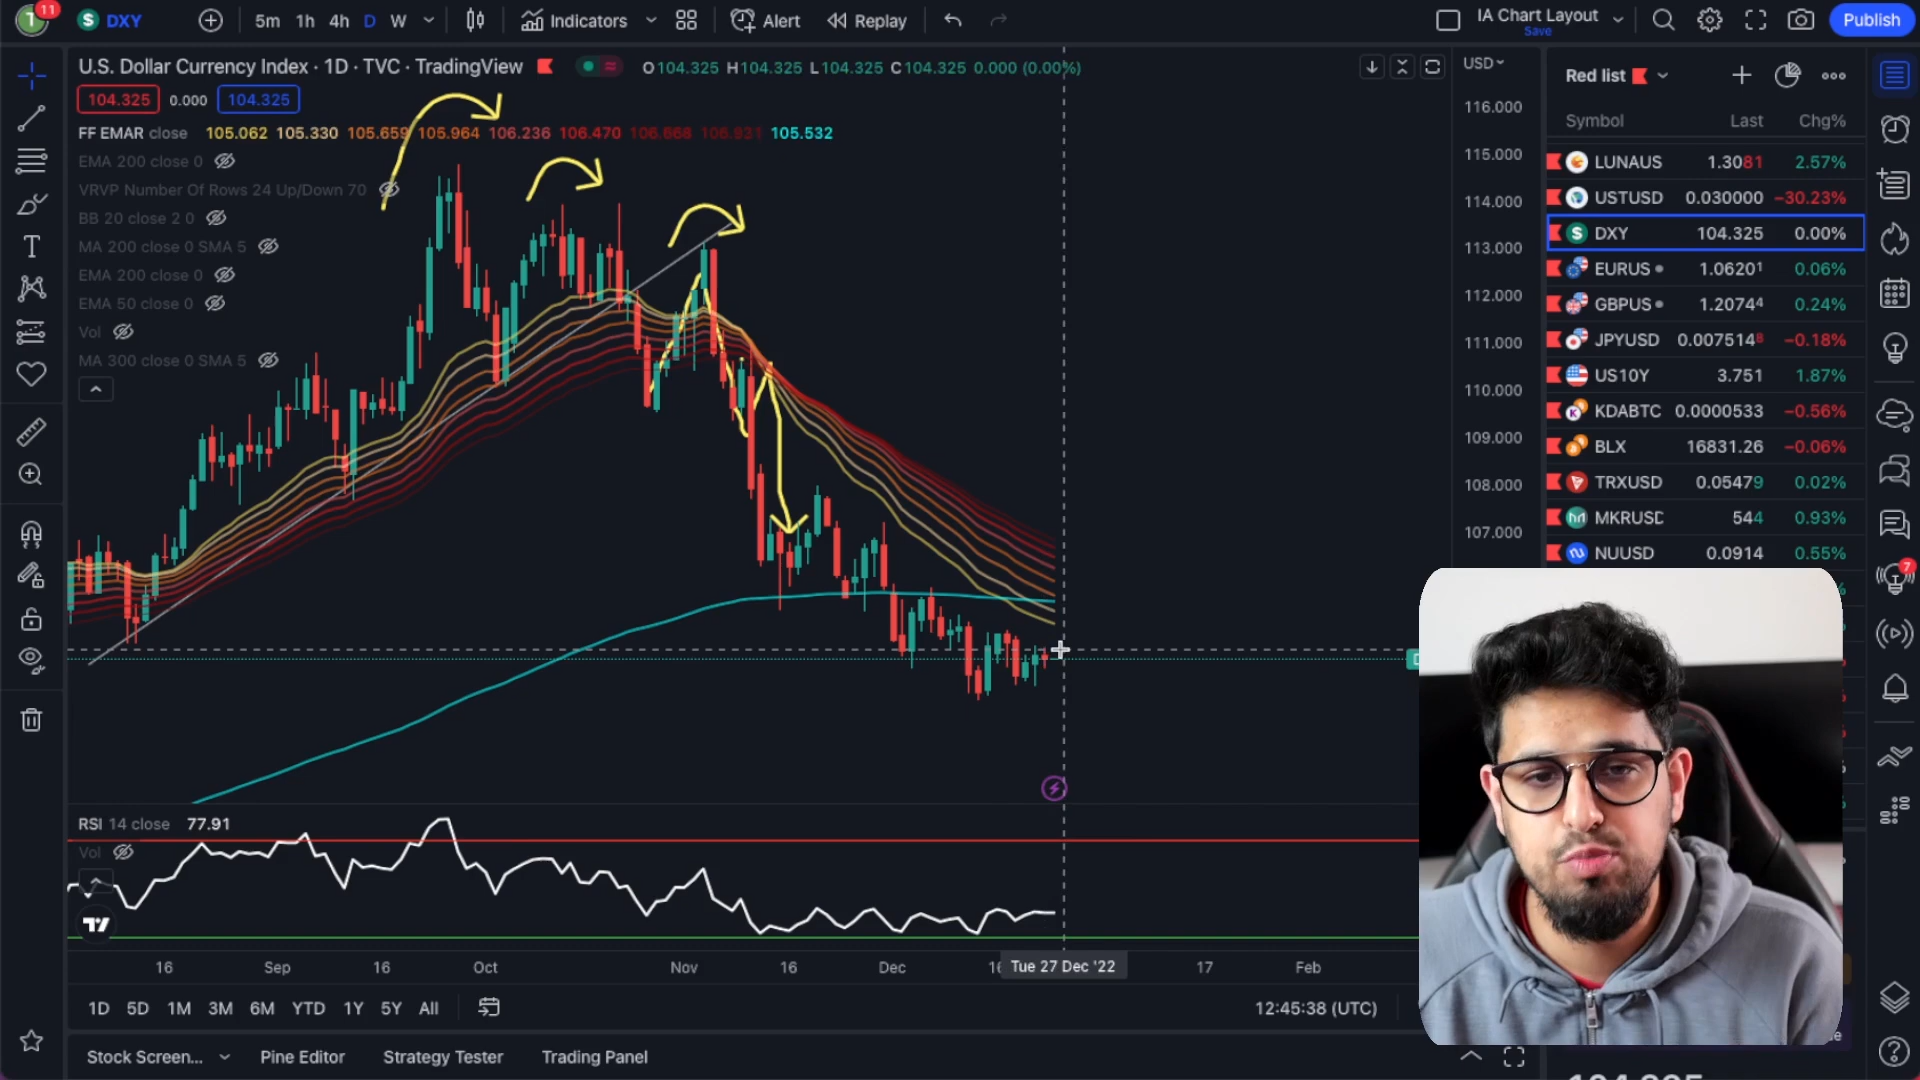 11
S DXY
5m 1h 4h D W
Indicators
Alert
Replay
IA Chart Layout
Save
Publish
U.S. Dollar Currency Index · 1D · TVC · TradingView
O104.325 H104.325 L104.325 C104.325 0.000 (0.00%)
USD
104.325 0.000 104.325
FF EMAR close 105.062 105.330 105.659 105.964 106.236 106.470 106.668 106.931 105.532
EMA 200 close 0
VRVP Number Of Rows 24 Up/Down 70
BB 20 close 2 0
MA 200 close 0 SMA 5
EMA 200 close 0
EMA 50 close 0
Vol
MA 300 close 0 SMA 5
116.000
115.000
114.000
113.000
112.000
111.000
110.000
109.000
108.000
107.000
Red list
Symbol Last Chg%
LUNAUS 1.3081 2.57%
USTUSD 0.030000 −30.23%
S DXY 104.325 0.00%
EURUS 1.06201 0.06%
GBPUS 1.20744 0.24%
JPYUSD 0.0075148 −0.18%
US10Y 3.751 1.87%
KDABTC 0.0000533 −0.56%
BLX 16831.26 −0.06%
TRXUSD 0.05479 0.02%
MKRUSD 544 0.93%
NUUSD 0.0914 0.55%
7
RSI 14 close 77.91
Vol
16 Sep 16 Oct Nov 16 Dec 16 Tue 27 Dec '22 17 Feb
1D 5D 1M 3M 6M YTD 1Y 5Y All
12:45:38 (UTC)
Stock Screen... Pine Editor Strategy Tester Trading Panel